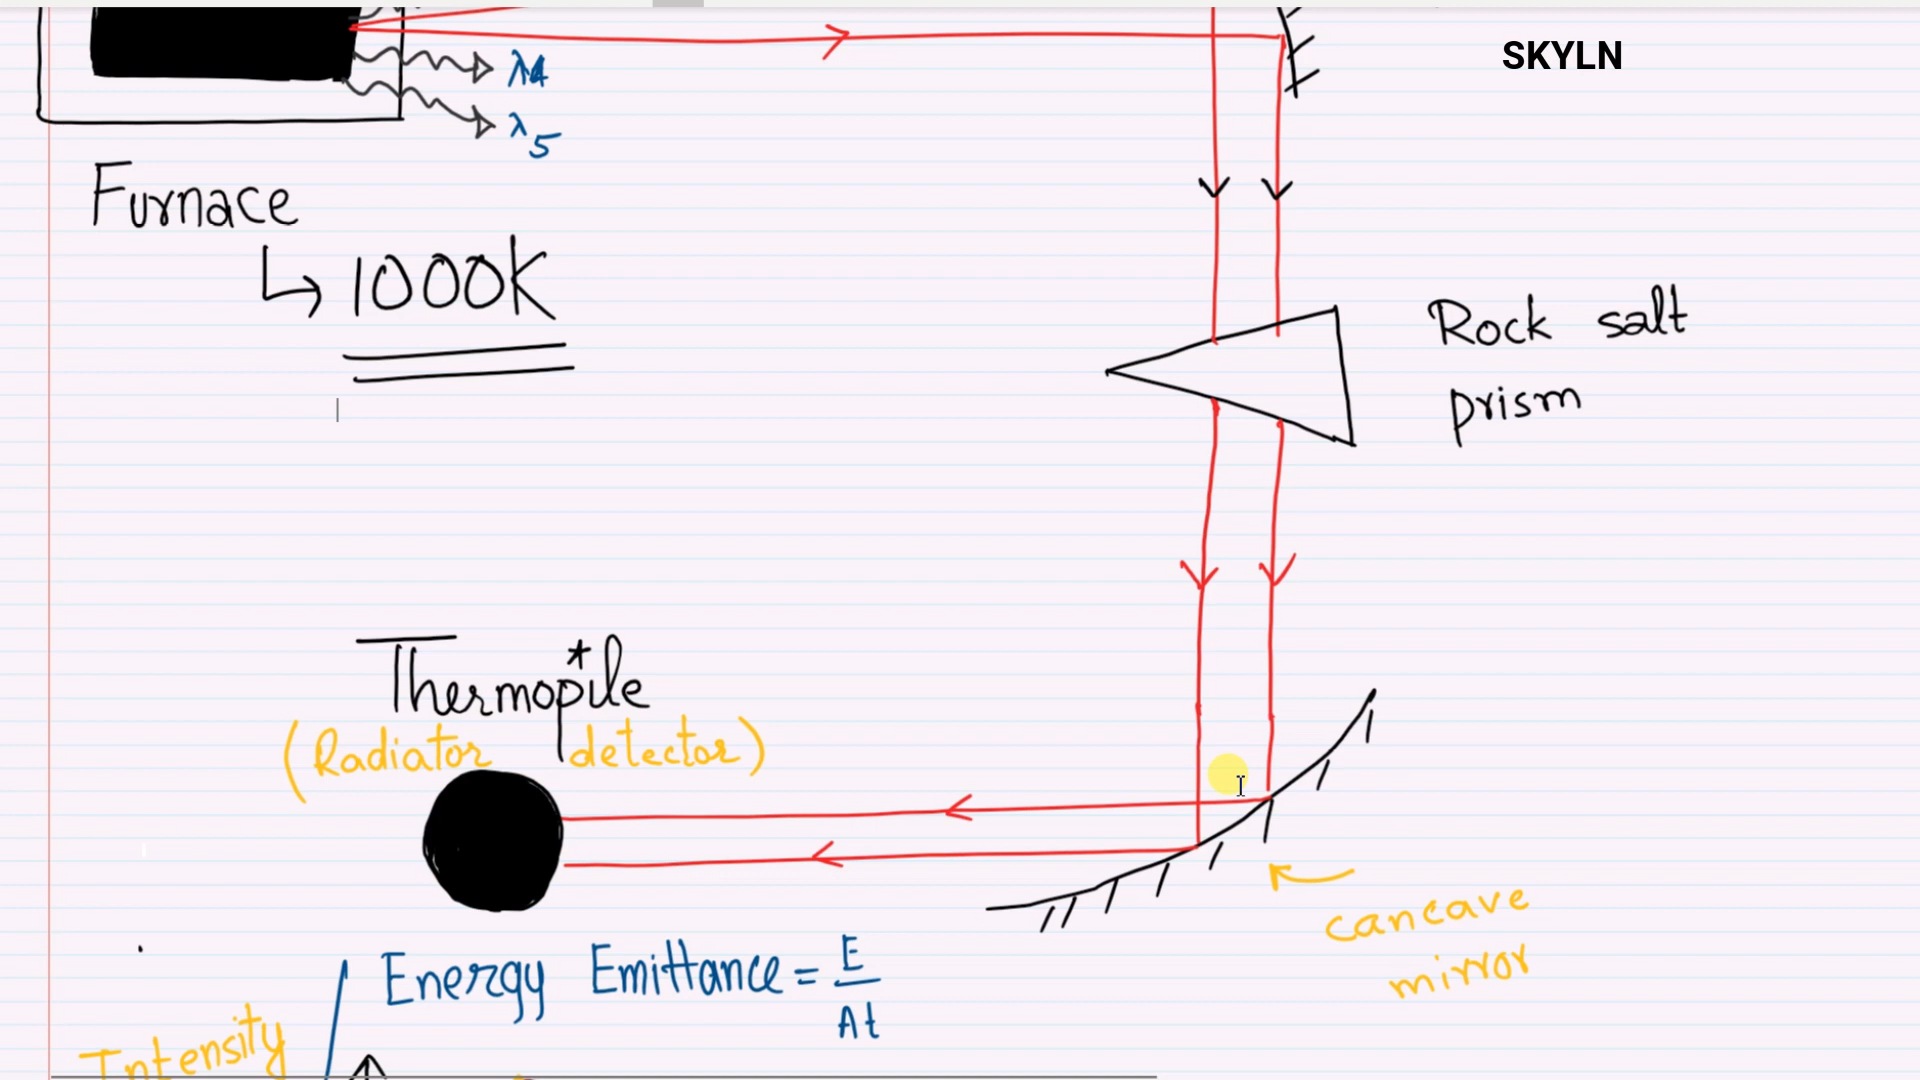 SKYLN
λ4
λ5
Furnace
↳ 1000K
Rock salt
prism
Thermopile*
(Radiator detector)
cancave
mirror
Energy Emittance = E
At
Intensity